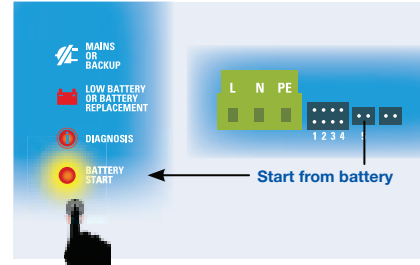 MAINS
OR
BACKUP
LOW BATTERY
OR BATTERY
REPLACEMENT
DIAGNOSIS
BATTERY
START
L N PE
1 2 3 4 5
Start from battery